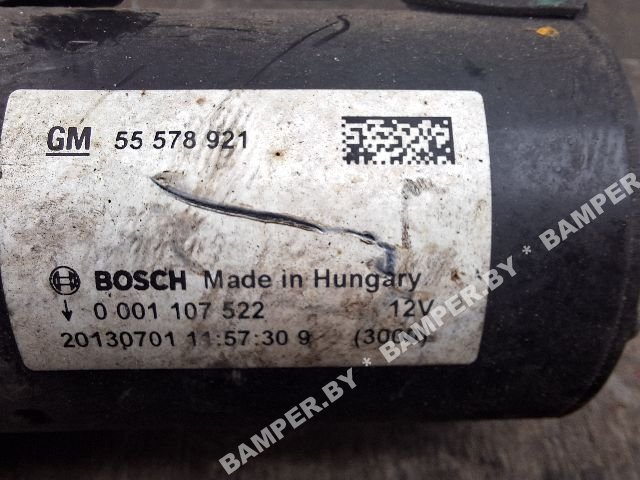 GM 55 578 921
BOSCH Made in Hungary
0 001 107 522 12V
20130701 11:57:30 9
BAMPER.BY * BAMPER.BY * BAMPER.BY